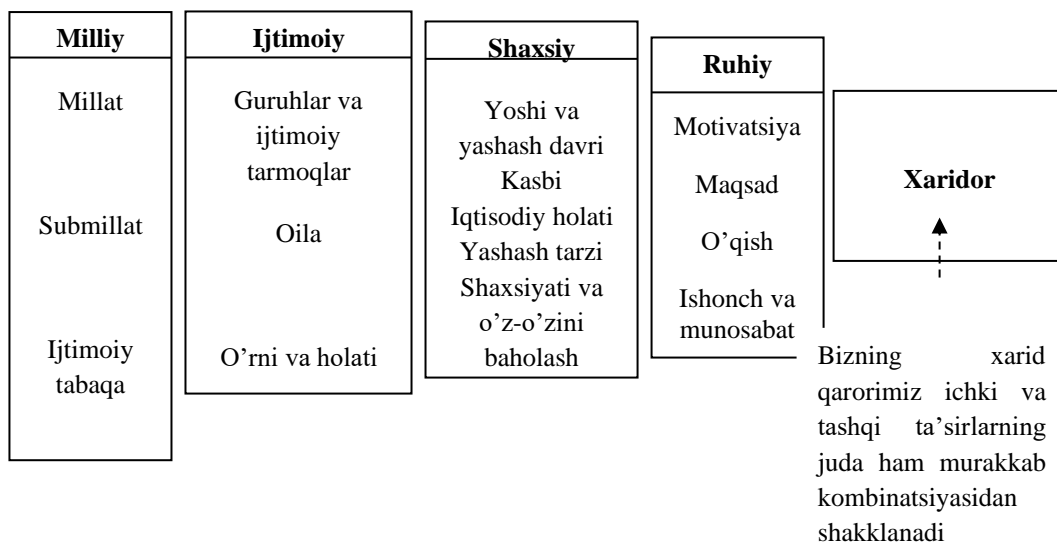 Milliy
Millat
Submillat
Ijtimoiy
tabaqa
Ijtimoiy
Guruhlar va
ijtimoiy
tarmoqlar
Oila
O’rni va holati
Shaxsiy
Yoshi va
yashash davri
Kasbi
Iqtisodiy holati
Yashash tarzi
Shaxsiyati va
o’z-o’zini
baholash
Ruhiy
Motivatsiya
Maqsad
O’qish
Ishonch va
munosabat
Xaridor
Bizning xarid
qarorimiz ichki va
tashqi ta’sirlarning
juda ham murakkab
kombinatsiyasidan
shakklanadi